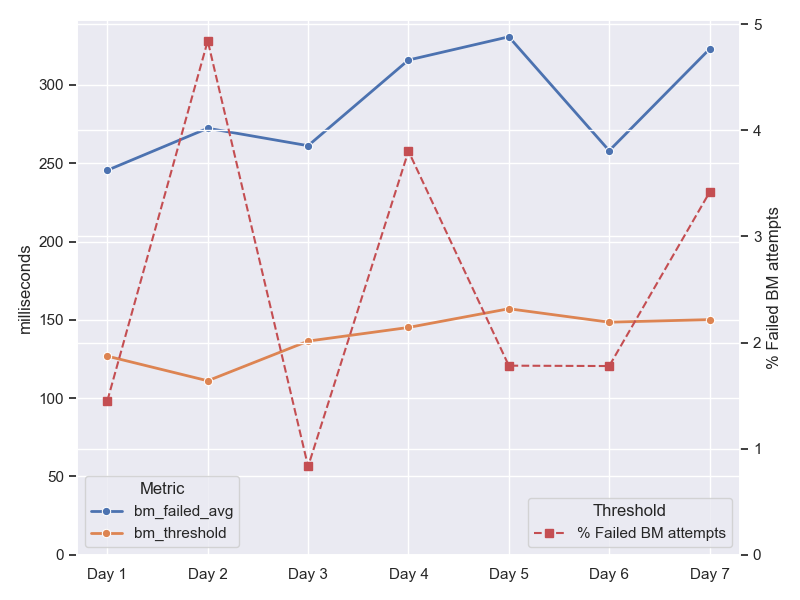 milliseconds
300
250
200
150
100
50
0
5
4
3
2
1
0
% Failed BM attempts
Metric
bm_failed_avg
bm_threshold
Threshold
% Failed BM attempts
Day 1 Day 2 Day 3 Day 4 Day 5 Day 6 Day 7